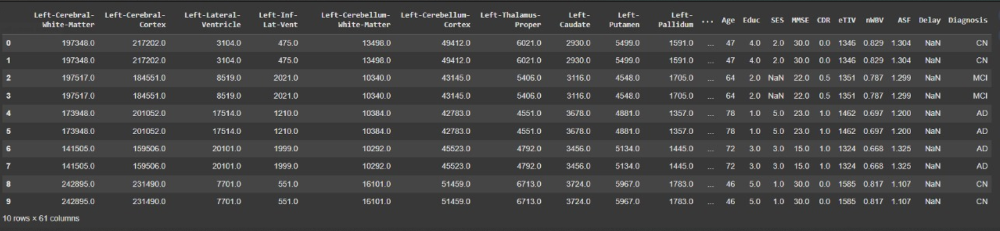 Left-Cerebral- Left-Cerebral- Left-Lateral- Left-Inf- Left-Cerebellum- Left-Cerebellum- Left-Thalamus- Left- Left- Left-
White-Matter Cortex Ventricle Lat-Vent White-Matter Cortex Proper Caudate Putamen Pallidum ... Age Educ SES MMSE CDR eTIV nWBV ASF Delay Diagnosis
0 197348.0 217202.0 3104.0 475.0 13498.0 49412.0 6021.0 2930.0 5499.0 1591.0 ... 47 4.0 2.0 30.0 0.0 1346 0.829 1.304 NaN CN
1 197348.0 217202.0 3104.0 475.0 13498.0 49412.0 6021.0 2930.0 5499.0 1591.0 ... 47 4.0 2.0 30.0 0.0 1346 0.829 1.304 NaN CN
2 197517.0 184551.0 8519.0 2021.0 10340.0 43145.0 5406.0 3116.0 4548.0 1705.0 ... 64 2.0 NaN 22.0 0.5 1351 0.787 1.299 NaN MCI
3 197517.0 184551.0 8519.0 2021.0 10340.0 43145.0 5406.0 3116.0 4548.0 1705.0 ... 64 2.0 NaN 22.0 0.5 1351 0.787 1.299 NaN MCI
4 173948.0 201052.0 17514.0 1210.0 10384.0 42783.0 4551.0 3678.0 4881.0 1357.0 ... 78 1.0 5.0 23.0 1.0 1462 0.697 1.200 NaN AD
5 173948.0 201052.0 17514.0 1210.0 10384.0 42783.0 4551.0 3678.0 4881.0 1357.0 ... 78 1.0 5.0 23.0 1.0 1462 0.697 1.200 NaN AD
6 141505.0 159506.0 20101.0 1999.0 10292.0 45523.0 4792.0 3456.0 5134.0 1445.0 ... 72 3.0 3.0 15.0 1.0 1324 0.668 1.325 NaN AD
7 141505.0 159506.0 20101.0 1999.0 10292.0 45523.0 4792.0 3456.0 5134.0 1445.0 ... 72 3.0 3.0 15.0 1.0 1324 0.668 1.325 NaN AD
8 242895.0 231490.0 7701.0 551.0 16101.0 51459.0 6713.0 3724.0 5967.0 1783.0 ... 46 5.0 1.0 30.0 0.0 1585 0.817 1.107 NaN CN
9 242895.0 231490.0 7701.0 551.0 16101.0 51459.0 6713.0 3724.0 5967.0 1783.0 ... 46 5.0 1.0 30.0 0.0 1585 0.817 1.107 NaN CN
10 rows × 61 columns